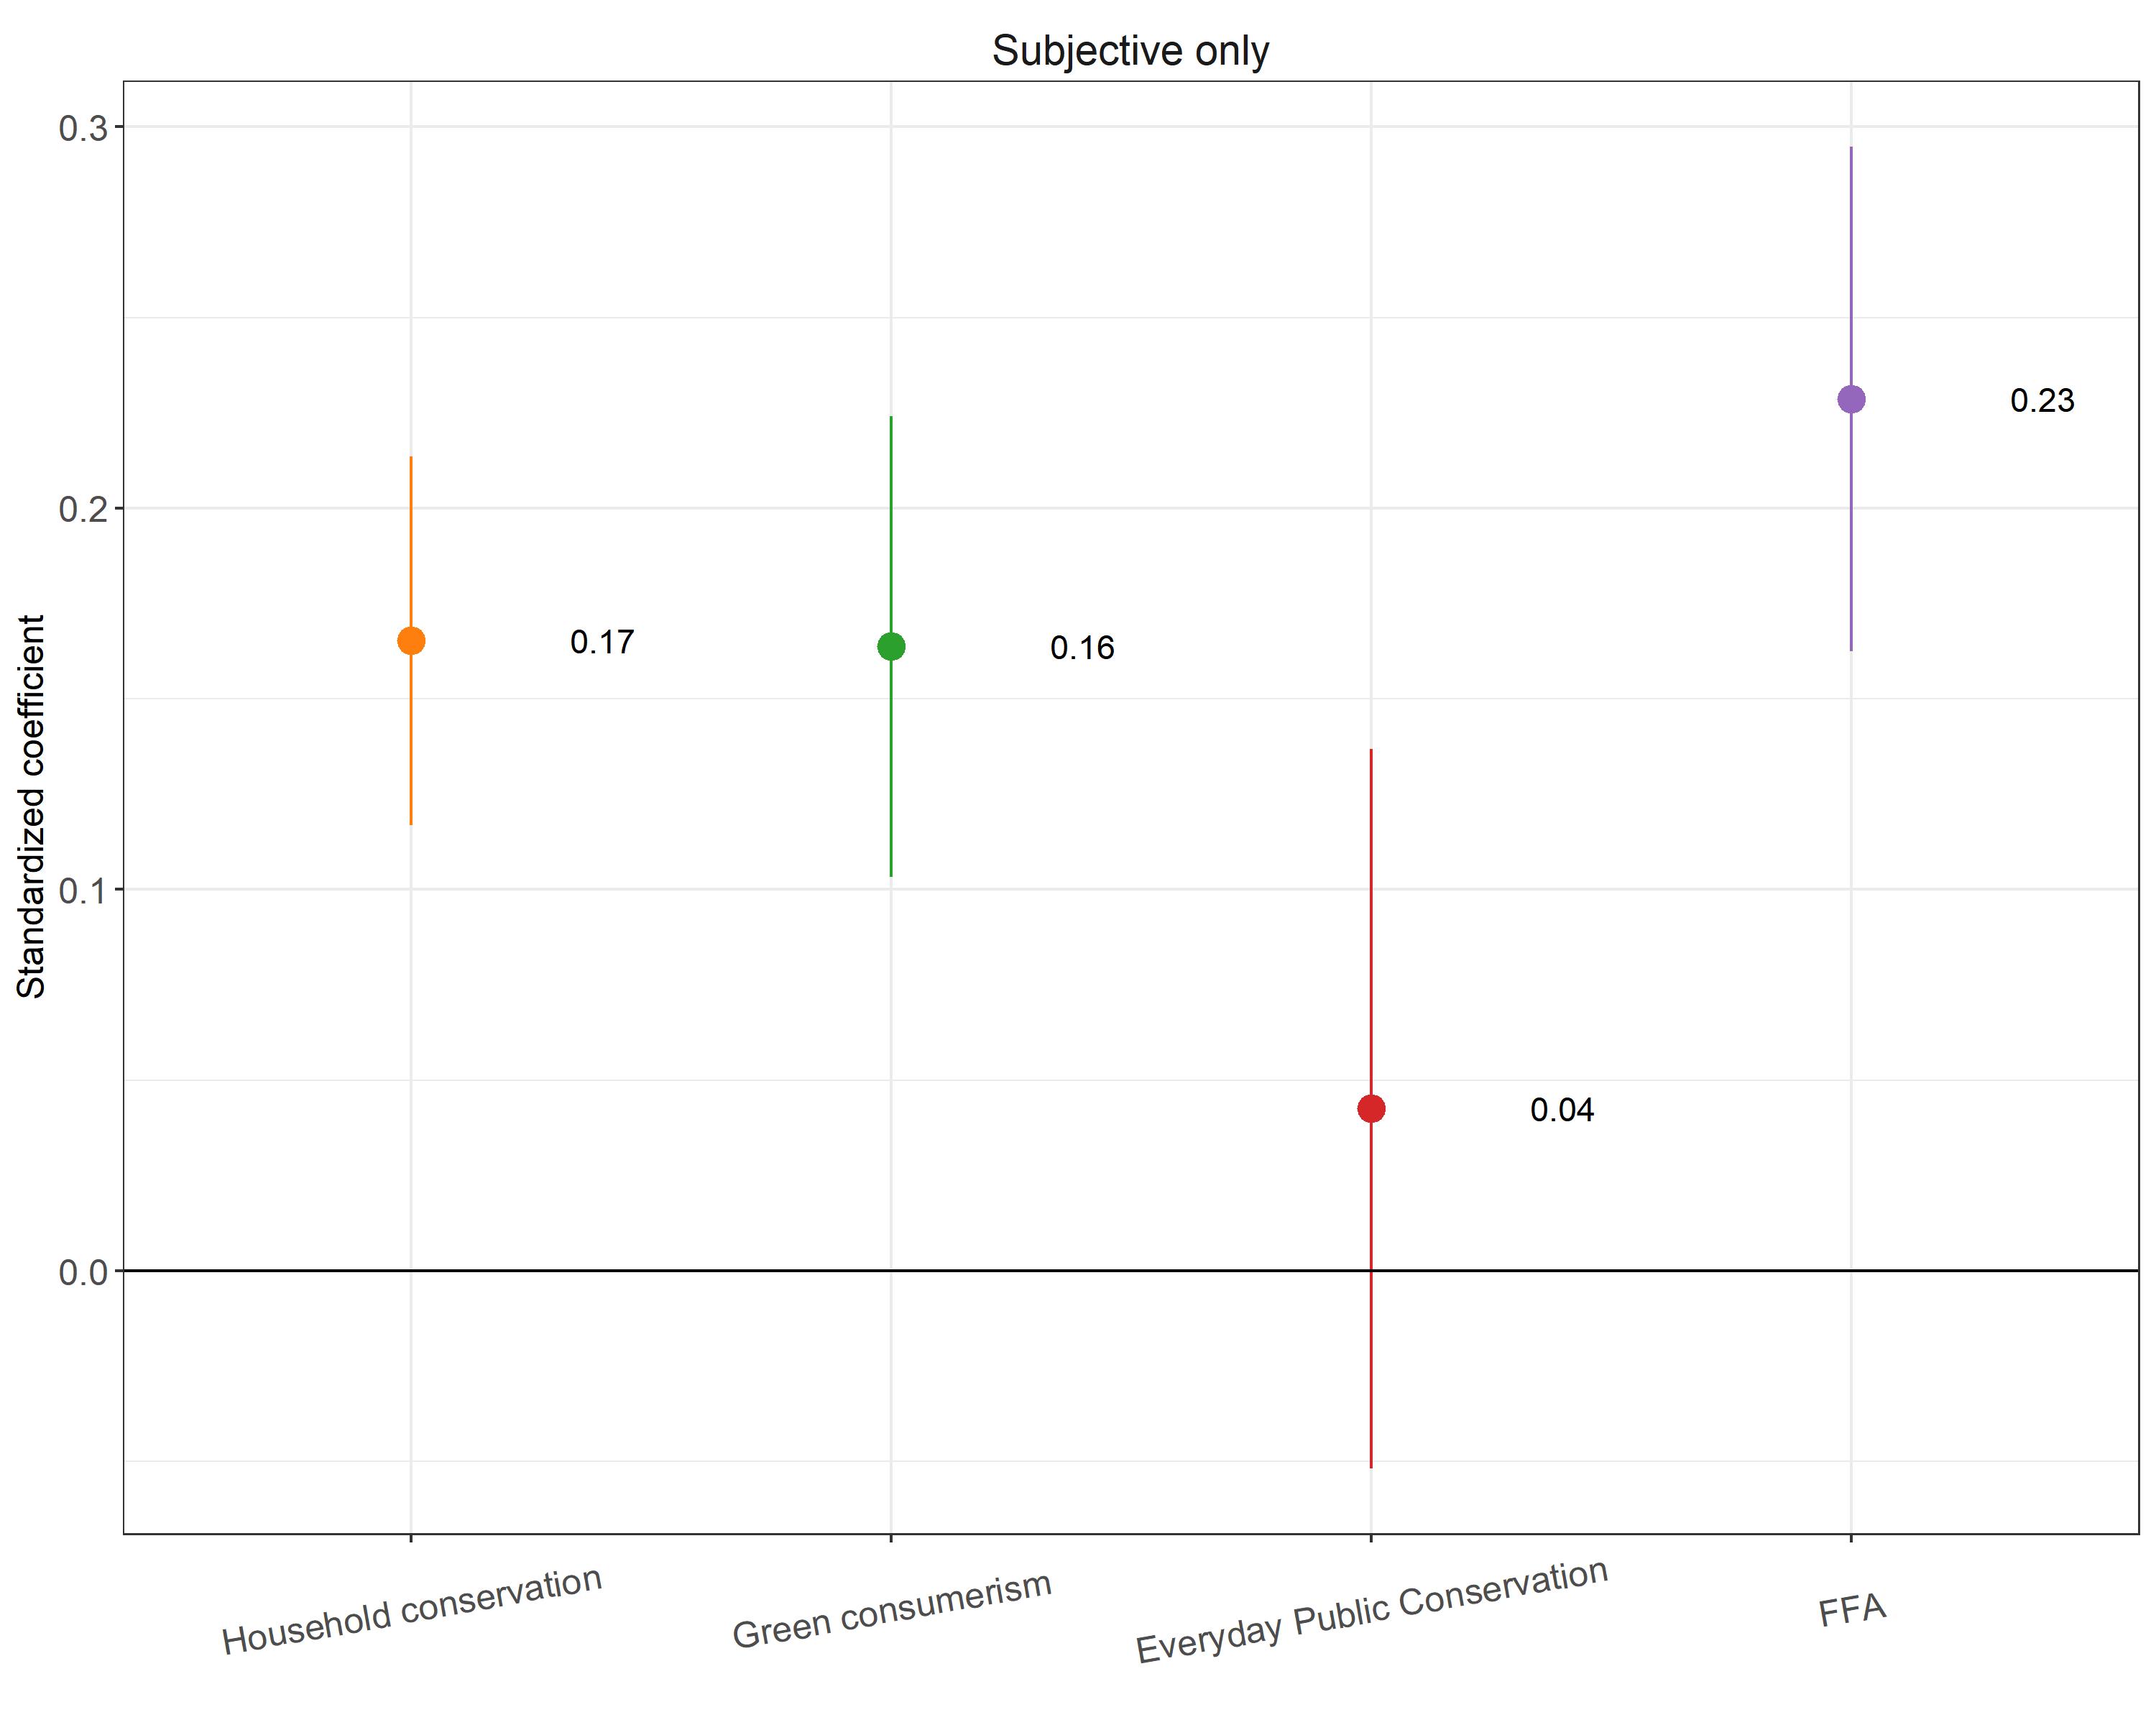 Subjective only
Standardized coefficient
0.3
0.2
0.1
0.0
0.23
0.17
0.16
0.04
Household conservation
Green consumerism
Everyday Public Conservation
FFA